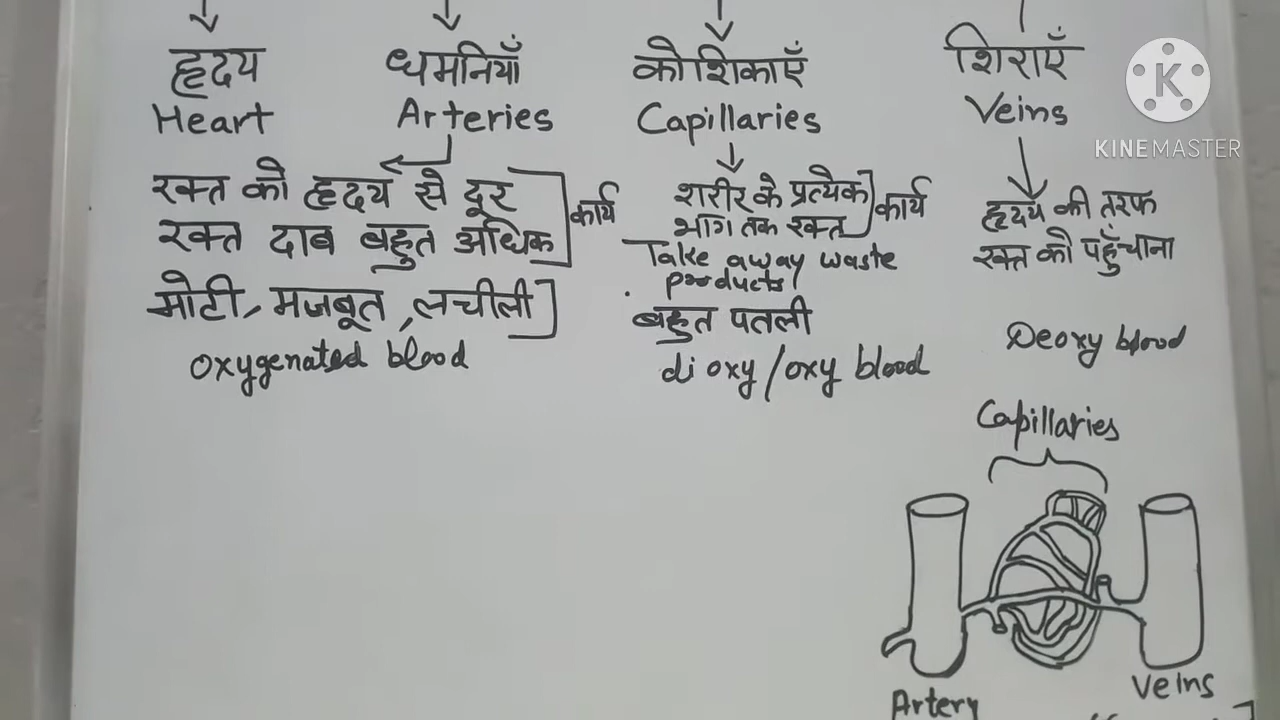 हृदय
धमनियाँ
कोशिकाएँ
शिराएँ
Heart
Arteries
Capillaries
Veins
K
KINEMASTER
रक्त को हृदय से दूर
रक्त दाब बहुत अधिक
कार्य
मोटी, मजबूत, लचीली
oxygenated blood
शरीर के प्रत्येक
भाग तक रक्त
कार्य
Take away waste
products
बहुत पतली
di oxy/oxy blood
हृदय की तरफ
रक्त को पहुँचाना
Deoxy blood
Capillaries
Artery
Veins